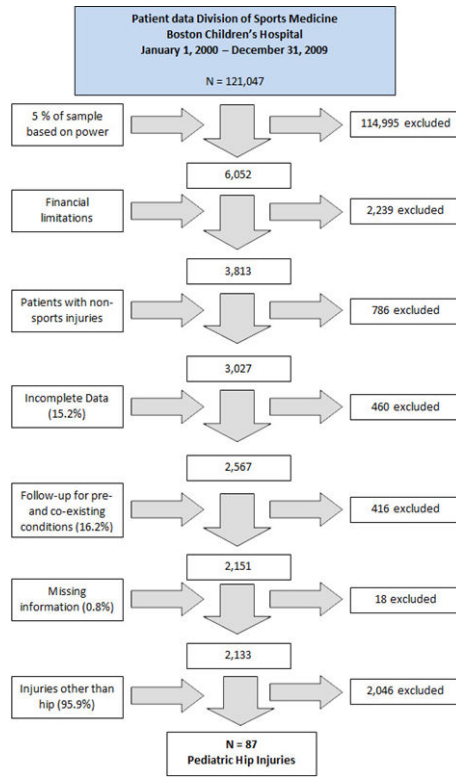 Patient data Division of Sports Medicine
Boston Children's Hospital
January 1, 2000 – December 31, 2009
N = 121,047
5 % of sample
based on power
114,995 excluded
6,052
Financial
limitations
2,239 excluded
3,813
Patients with non-
sports injuries
786 excluded
3,027
Incomplete Data
(15.2%)
460 excluded
2,567
Follow-up for pre-
and co-existing
conditions (16.2%)
416 excluded
2,151
Missing
information (0.8%)
18 excluded
2,133
Injuries other than
hip (95.9%)
2,046 excluded
N = 87
Pediatric Hip Injuries